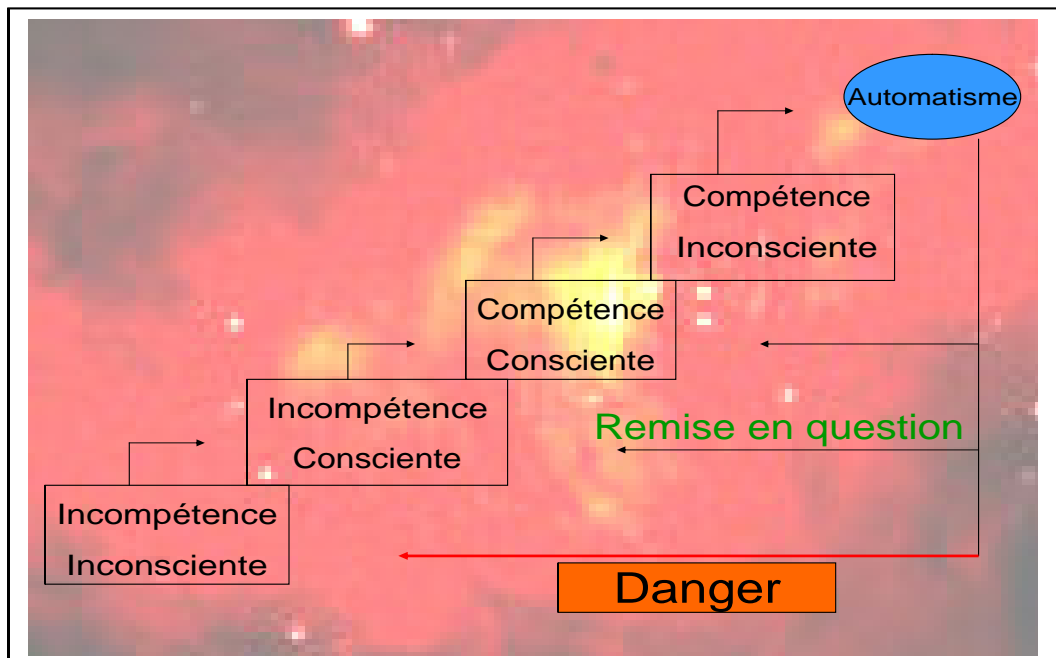 Automatisme
Compétence
Inconsciente
Compétence
Consciente
Incompétence
Consciente
Remise en question
Incompétence
Inconsciente
Danger